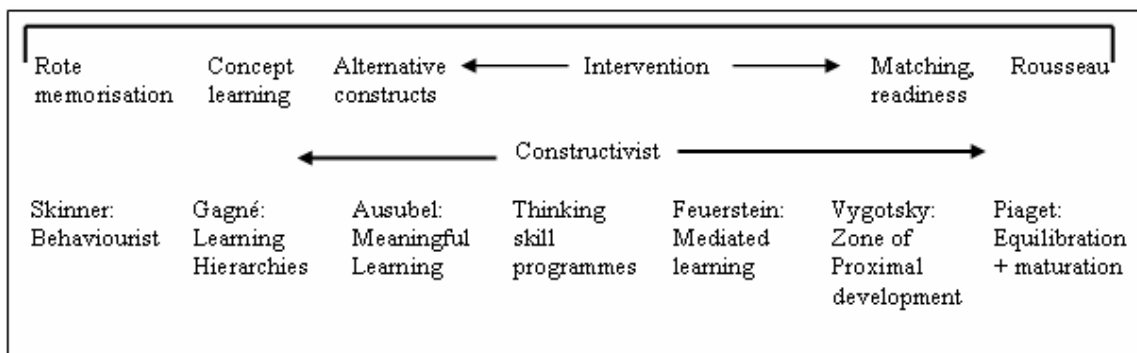 Rote Concept Alternative Intervention Matching, Rousseau
memorisation learning constructs readiness
Constructivist
Skinner: Gagné: Ausubel: Thinking Feuerstein: Vygotsky: Piaget:
Behaviourist Learning Meaningful skill Mediated Zone of Equilibration
Hierarchies Learning programmes learning Proximal + maturation
development